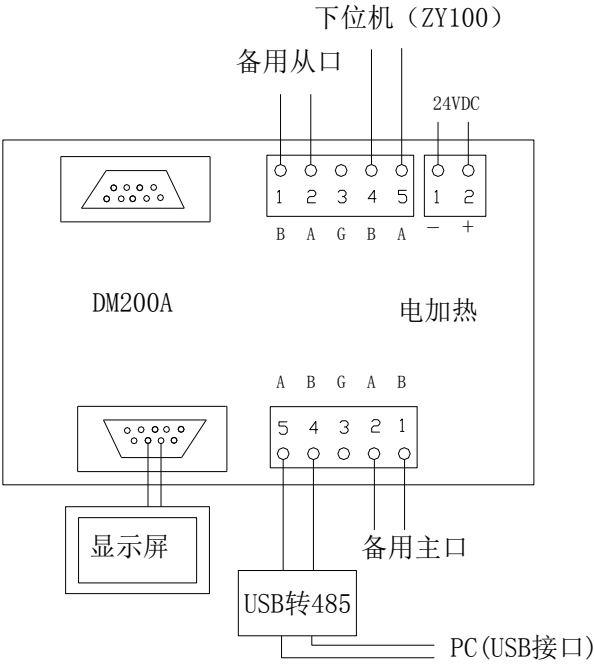 下位机（ZY100）
备用从口
24VDC
1 2 3 4 5
1 2
B A G B A
− +
DM200A
电加热
A B G A B
5 4 3 2 1
显示屏
备用主口
USB转485
PC(USB接口)